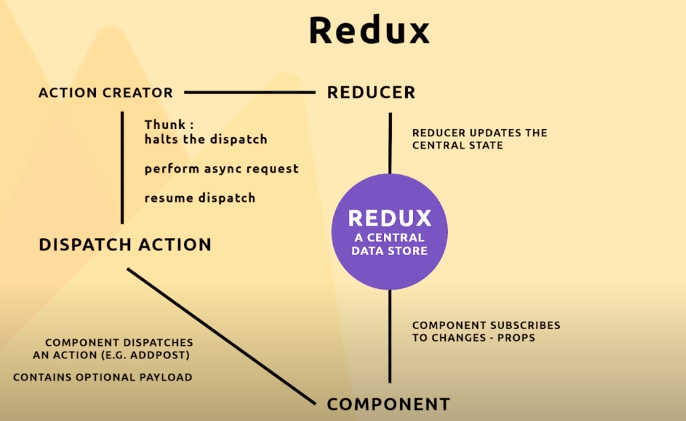 Redux
ACTION CREATOR
REDUCER
Thunk :
halts the dispatch
perform async request
resume dispatch
REDUCER UPDATES THE
CENTRAL STATE
REDUX
A CENTRAL
DATA STORE
DISPATCH ACTION
COMPONENT DISPATCHES
AN ACTION (E.G. ADDPOST)
CONTAINS OPTIONAL PAYLOAD
COMPONENT SUBSCRIBES
TO CHANGES - PROPS
COMPONENT